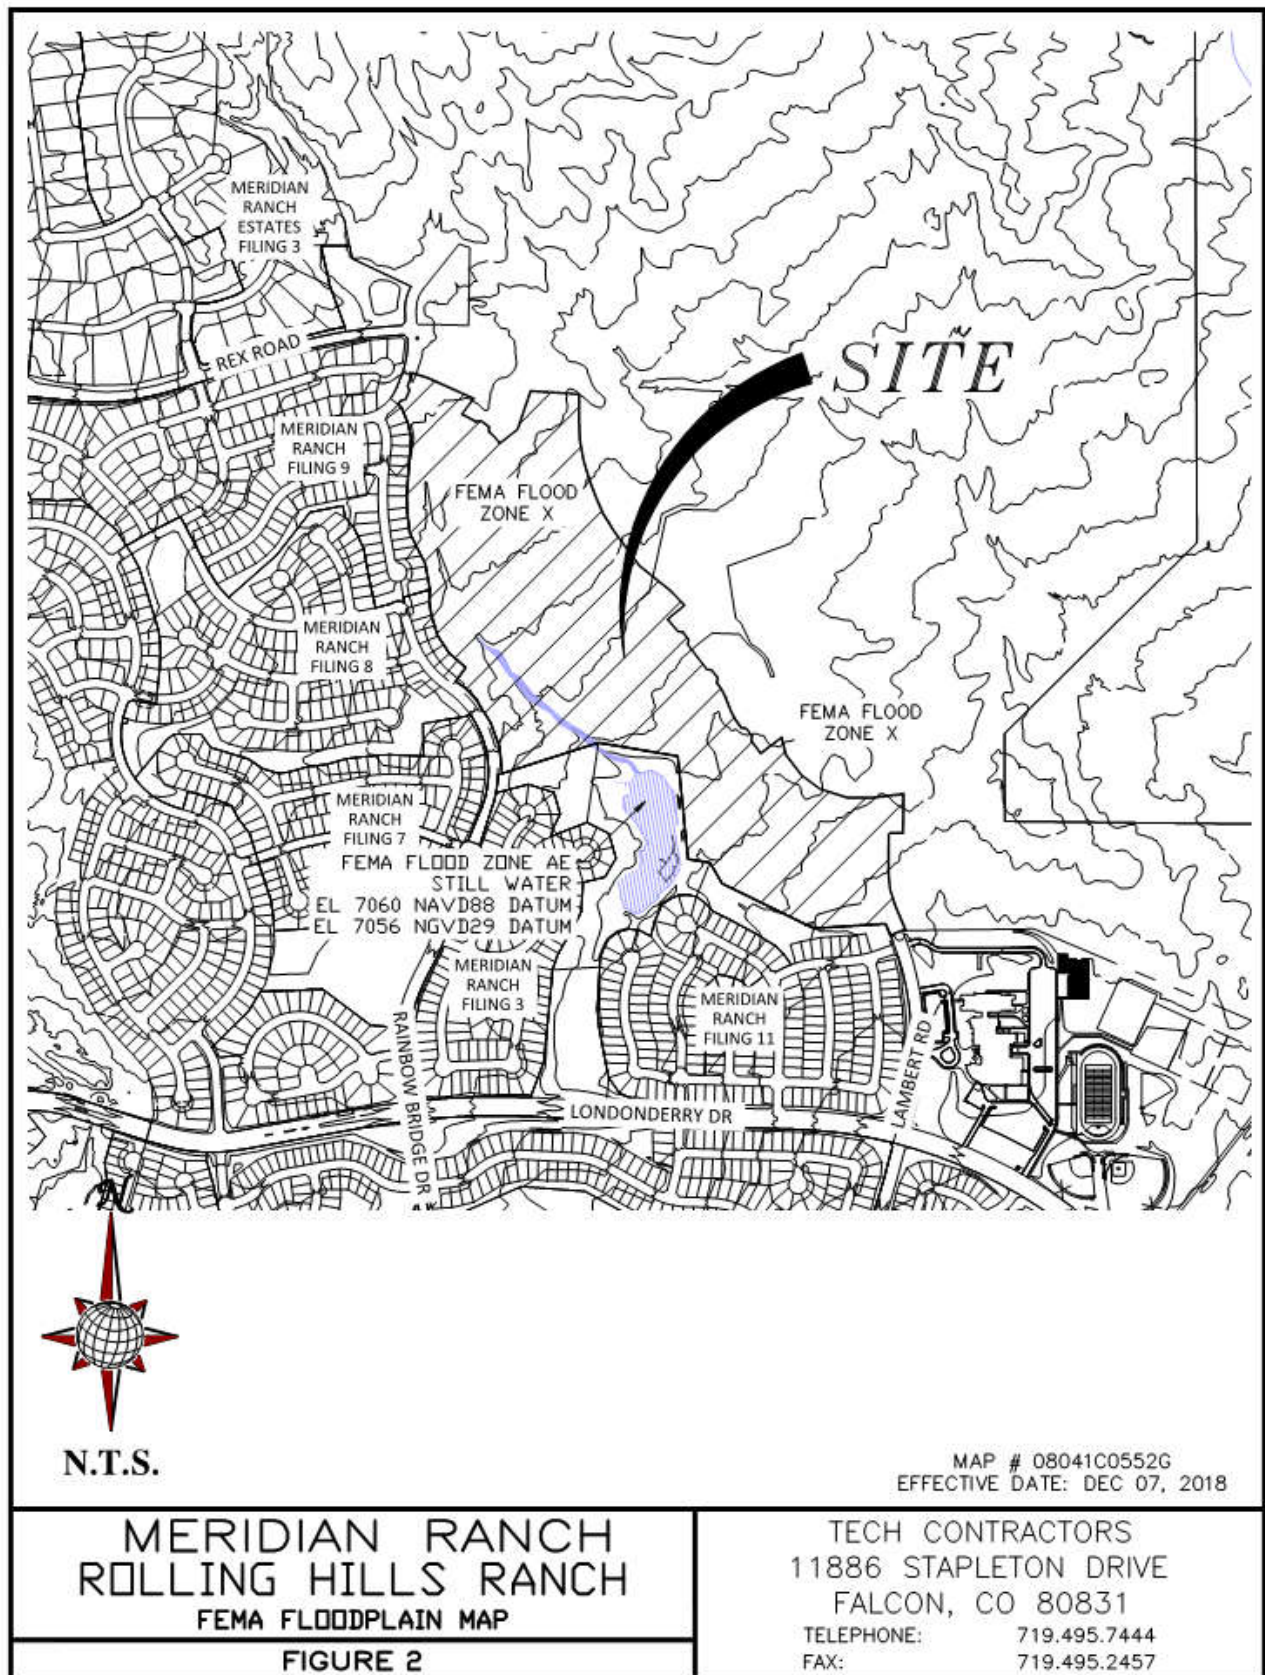 MERIDIAN
RANCH
ESTATES
FILING 3
REX ROAD
SITE
MERIDIAN
RANCH
FILING 9
FEMA FLOOD
ZONE X
MERIDIAN
RANCH
FILING 8
FEMA FLOOD
ZONE X
MERIDIAN
RANCH
FILING 7
FEMA FLOOD ZONE AE
STILL WATER
EL 7060 NAVD88 DATUM
EL 7056 NGVD29 DATUM
MERIDIAN
RANCH
FILING 3
MERIDIAN
RANCH
FILING 11
RAINBOW BRIDGE DR
LAMBERT RD
LONDONDERRY DR
N
N.T.S.
MAP # 08041C0552G
EFFECTIVE DATE: DEC 07, 2018
MERIDIAN RANCH
ROLLING HILLS RANCH
FEMA FLOODPLAIN MAP
FIGURE 2
TECH CONTRACTORS
11886 STAPLETON DRIVE
FALCON, CO 80831
TELEPHONE: 719.495.7444
FAX: 719.495.2457